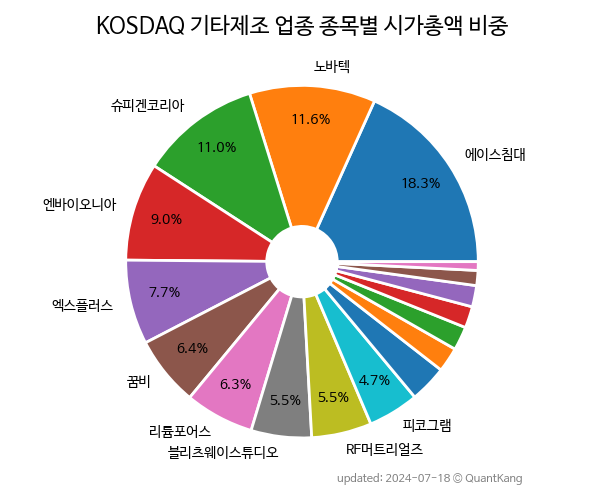 KOSDAQ 기타제조 업종 종목별 시가총액 비중
노바텍
11.6%
슈피겐코리아
11.0%
에이스침대
18.3%
엔바이오니아
9.0%
엑스플러스
7.7%
꿈비
6.4%
리튬포어스
6.3%
블리츠웨이스튜디오
5.5%
RF머트리얼즈
5.5%
피코그램
4.7%
updated: 2024-07-18 © QuantKang